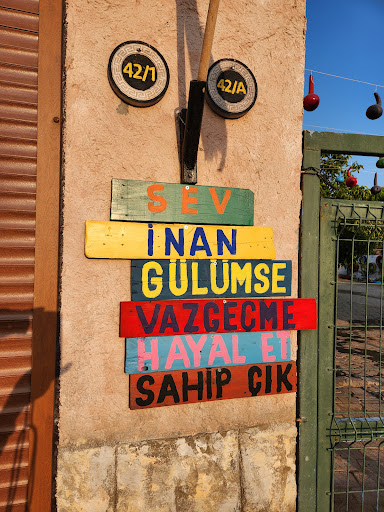 42/1
42/A
SEV
İNAN
GÜLÜMSE
VAZGEÇME
HAYAL ET
SAHİP ÇIK